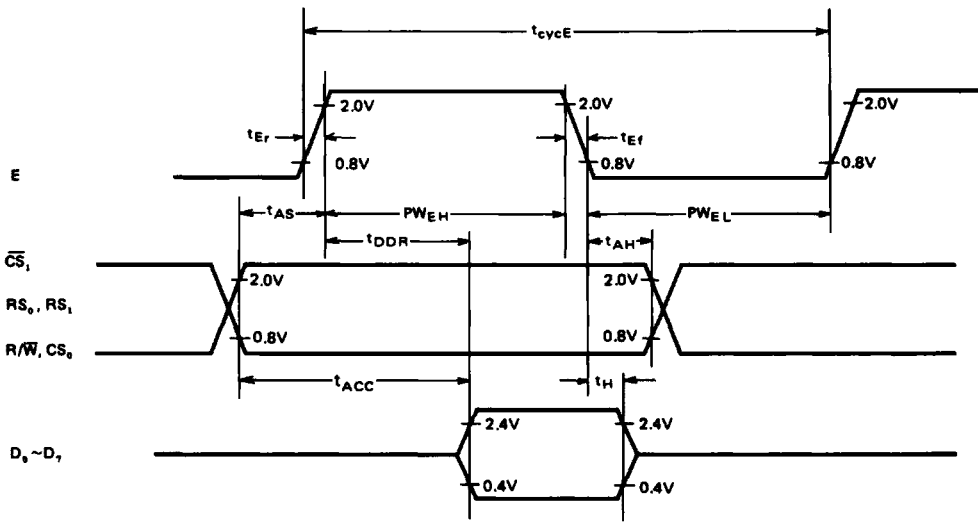 tcycE
2.0V 2.0V 2.0V
tEr tEf
0.8V 0.8V 0.8V
E
tAS PWEH PWEL
tDDR tAH
C̅S̅₁
2.0V 2.0V
RS₀, RS₁
0.8V 0.8V
R/W̅, CS₀
tACC tH
2.4V 2.4V
D₀~D₇
0.4V 0.4V